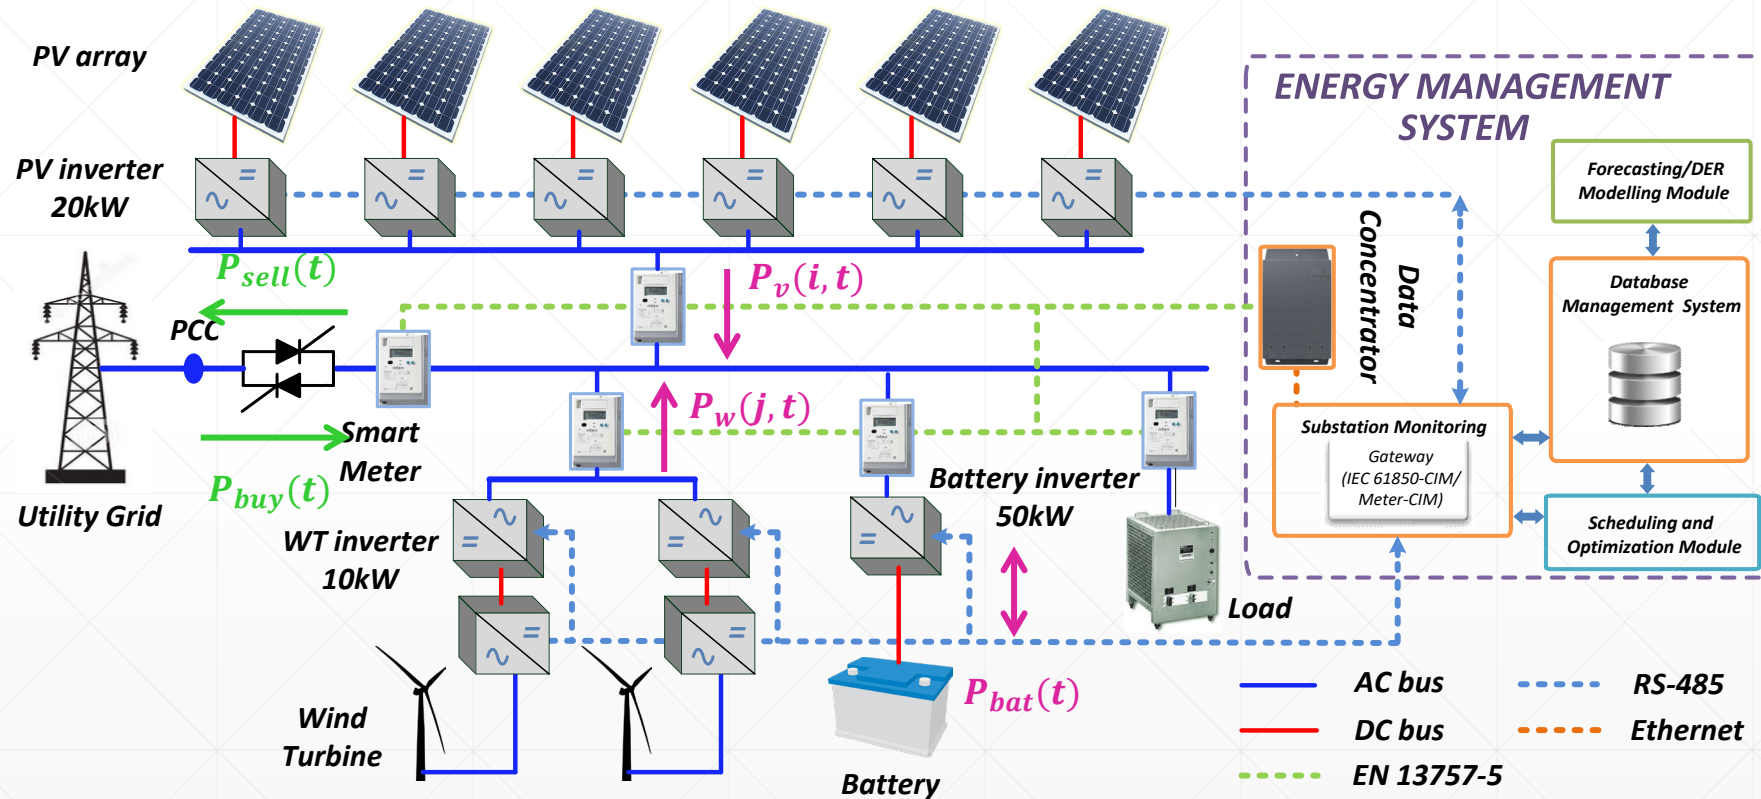 PV array
ENERGY MANAGEMENT
SYSTEM
PV inverter
20kW
Forecasting/DER
Modelling Module
Data
Concentrator
P_sell(t)
P_v(i, t)
Database
Management System
PCC
P_w(j, t)
Smart
Meter
Substation Monitoring
Gateway
(IEC 61850-CIM/
Meter-CIM)
P_buy(t)
Utility Grid
Battery inverter
50kW
WT inverter
10kW
Scheduling and
Optimization Module
Load
P_bat(t)
Wind
Turbine
Battery
AC bus
RS-485
DC bus
Ethernet
EN 13757-5